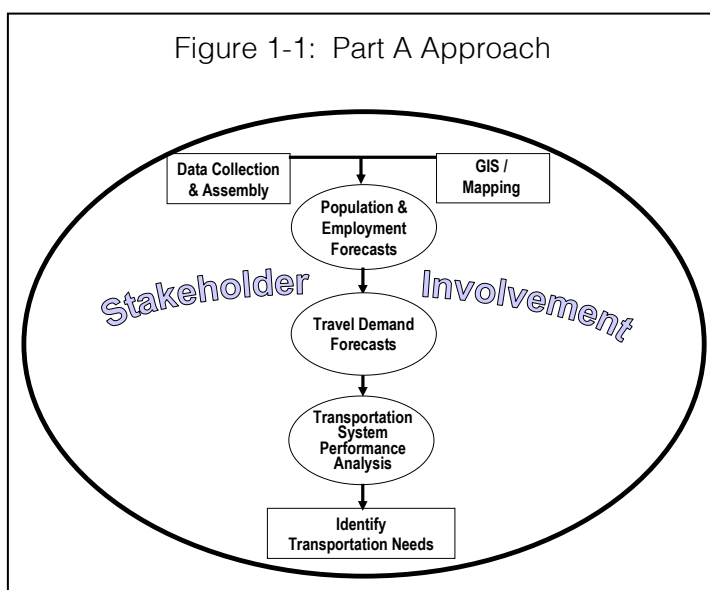 Figure 1-1: Part A Approach
Data Collection
& Assembly
GIS /
Mapping
Population &
Employment
Forecasts
Stakeholder Involvement
Travel Demand
Forecasts
Transportation
System
Performance
Analysis
Identify
Transportation Needs